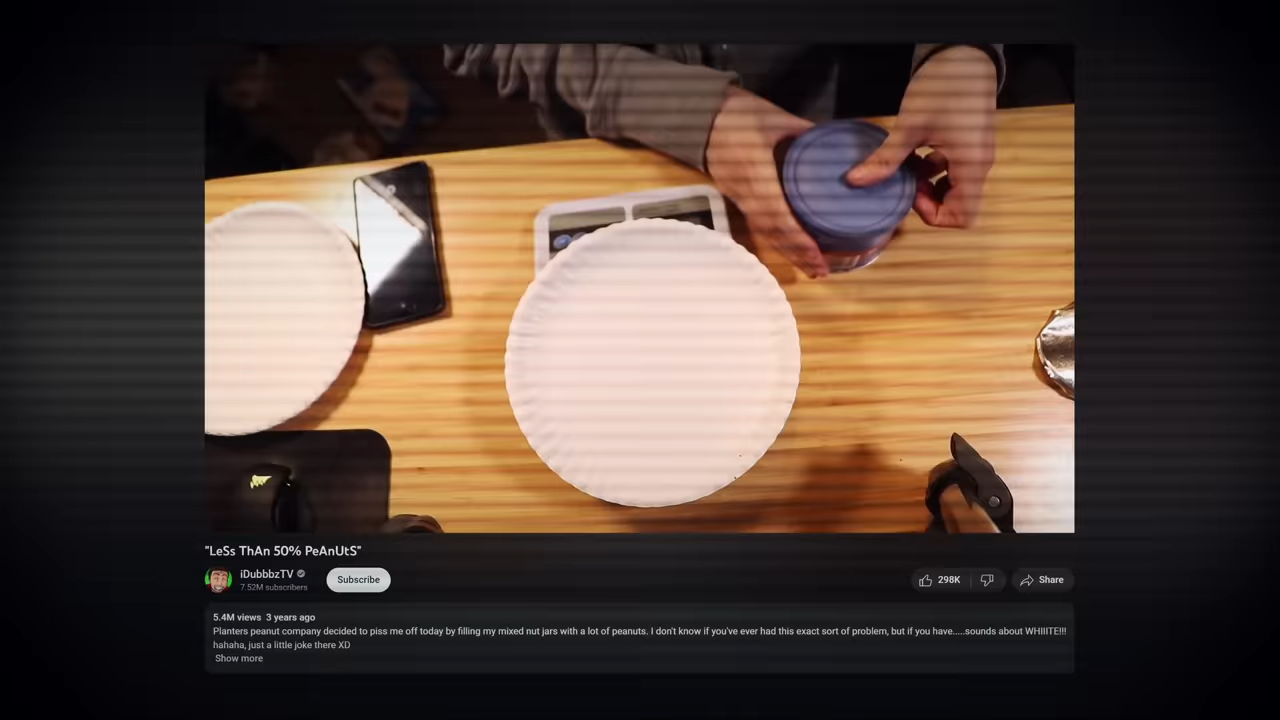 "LeSs ThAn 50% PeAnUtS"
iDubbbzTV
7.52M subscribers
Subscribe
298K
Share
5.4M views 3 years ago
Planters peanut company decided to piss me off today by filling my mixed nut jars with a lot of peanuts. I don't know if you've ever had this exact sort of problem, but if you have.....sounds about WHIIITE!!!
hahaha, just a little joke there XD
Show more